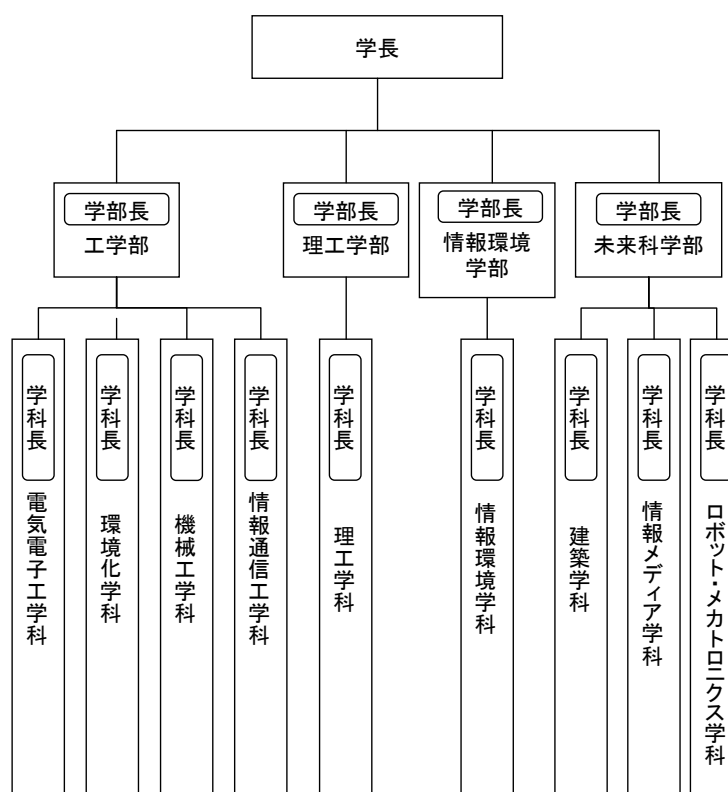 学長
学部長
工学部
学部長
理工学部
学部長
情報環境
学部
学部長
未来科学部
学科長
電気電子工学科
学科長
環境化学科
学科長
機械工学科
学科長
情報通信工学科
学科長
理工学科
学科長
情報環境学科
学科長
建築学科
学科長
情報メディア学科
学科長
ロボット・メカトロニクス学科